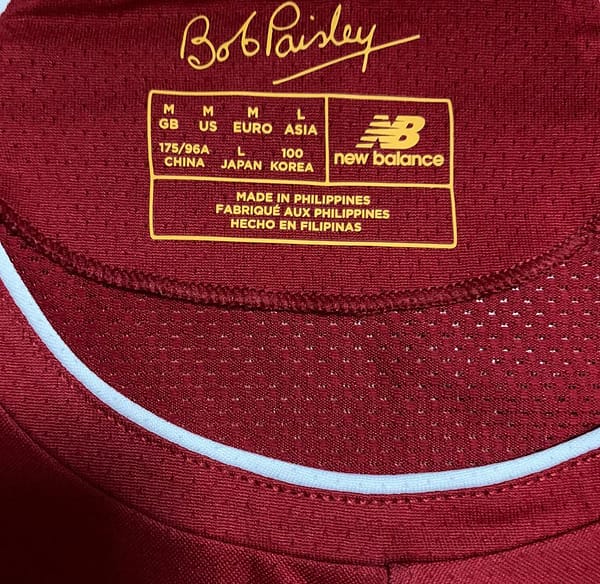 Bob Paisley
M M M L
GB US EURO ASIA
175/96A L 100
CHINA JAPAN KOREA
NB
new balance
MADE IN PHILIPPINES
FABRIQUÉ AUX PHILIPPINES
HECHO EN FILIPINAS